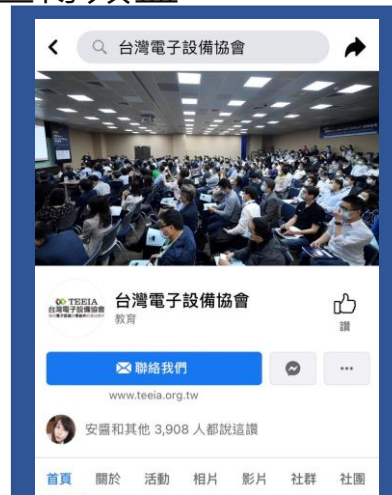 台灣電子設備協會
TEEIA
台灣電子設備協會
台灣電子設備協會
教育
讚
聯絡我們
www.teeia.org.tw
安醬和其他 3,908 人都說這讚
首頁 關於 活動 相片 影片 社群 社團